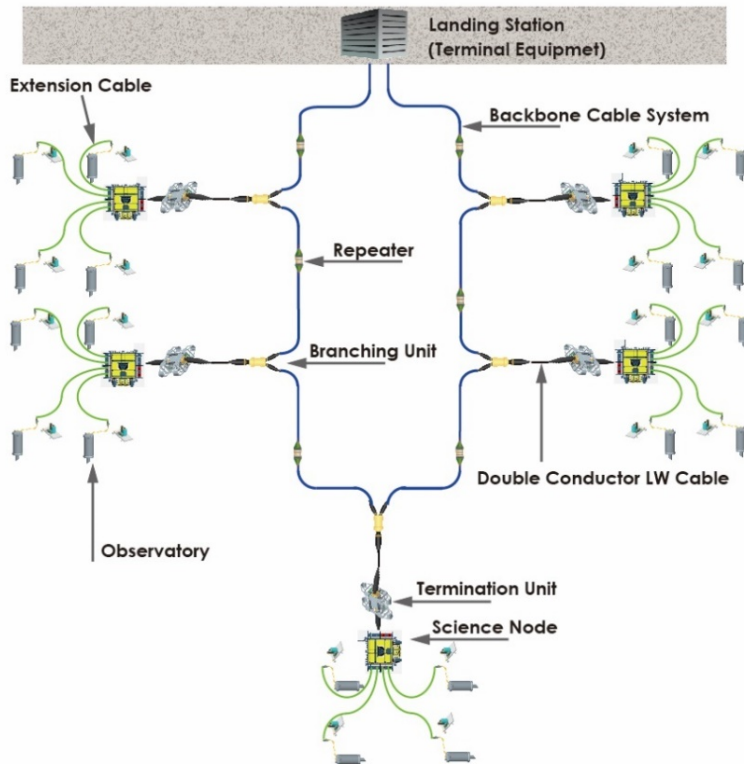 Landing Station
(Terminal Equipmet)
Extension Cable
Backbone Cable System
Repeater
Branching Unit
Double Conductor LW Cable
Observatory
Termination Unit
Science Node